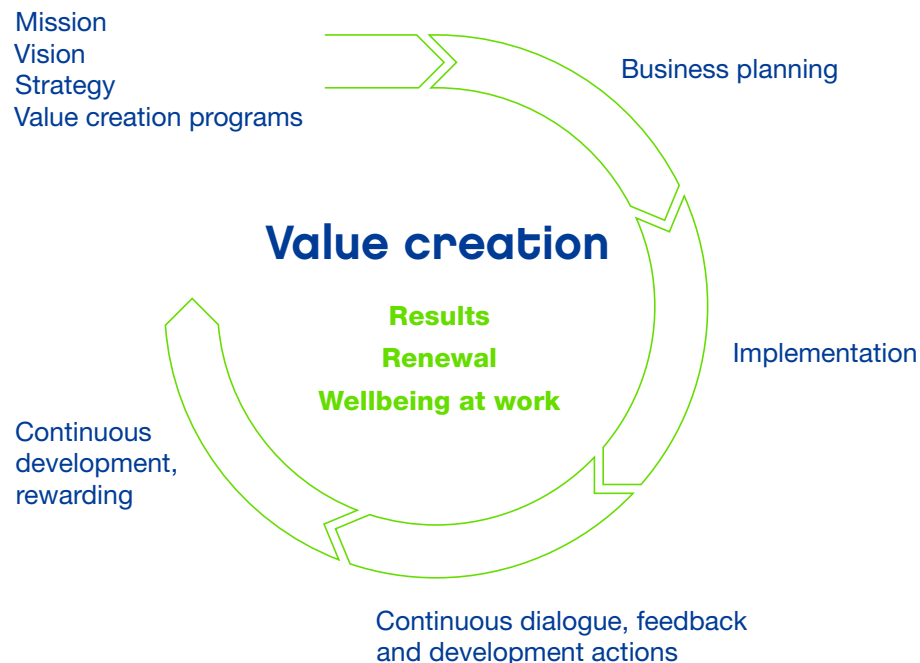 Mission
Vision
Strategy
Value creation programs
Business planning
Value creation
Results
Renewal
Wellbeing at work
Implementation
Continuous
development,
rewarding
Continuous dialogue, feedback
and development actions